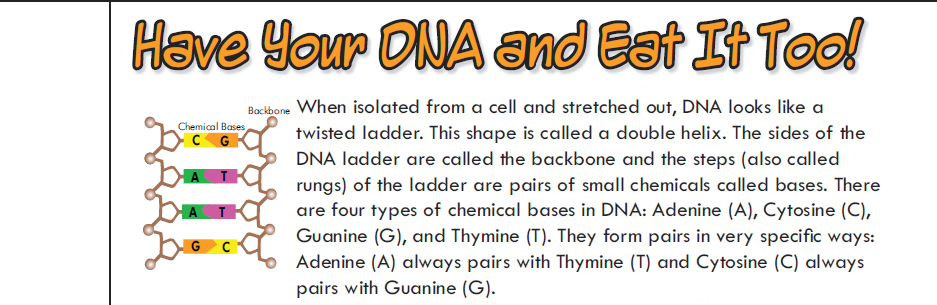 Have Your DNA and Eat It Too!
Backbone
Chemical Bases
C G
A T
A T
G C
When isolated from a cell and stretched out, DNA looks like a
twisted ladder. This shape is called a double helix. The sides of the
DNA ladder are called the backbone and the steps (also called
rungs) of the ladder are pairs of small chemicals called bases. There
are four types of chemical bases in DNA: Adenine (A), Cytosine (C),
Guanine (G), and Thymine (T). They form pairs in very specific ways:
Adenine (A) always pairs with Thymine (T) and Cytosine (C) always
pairs with Guanine (G).